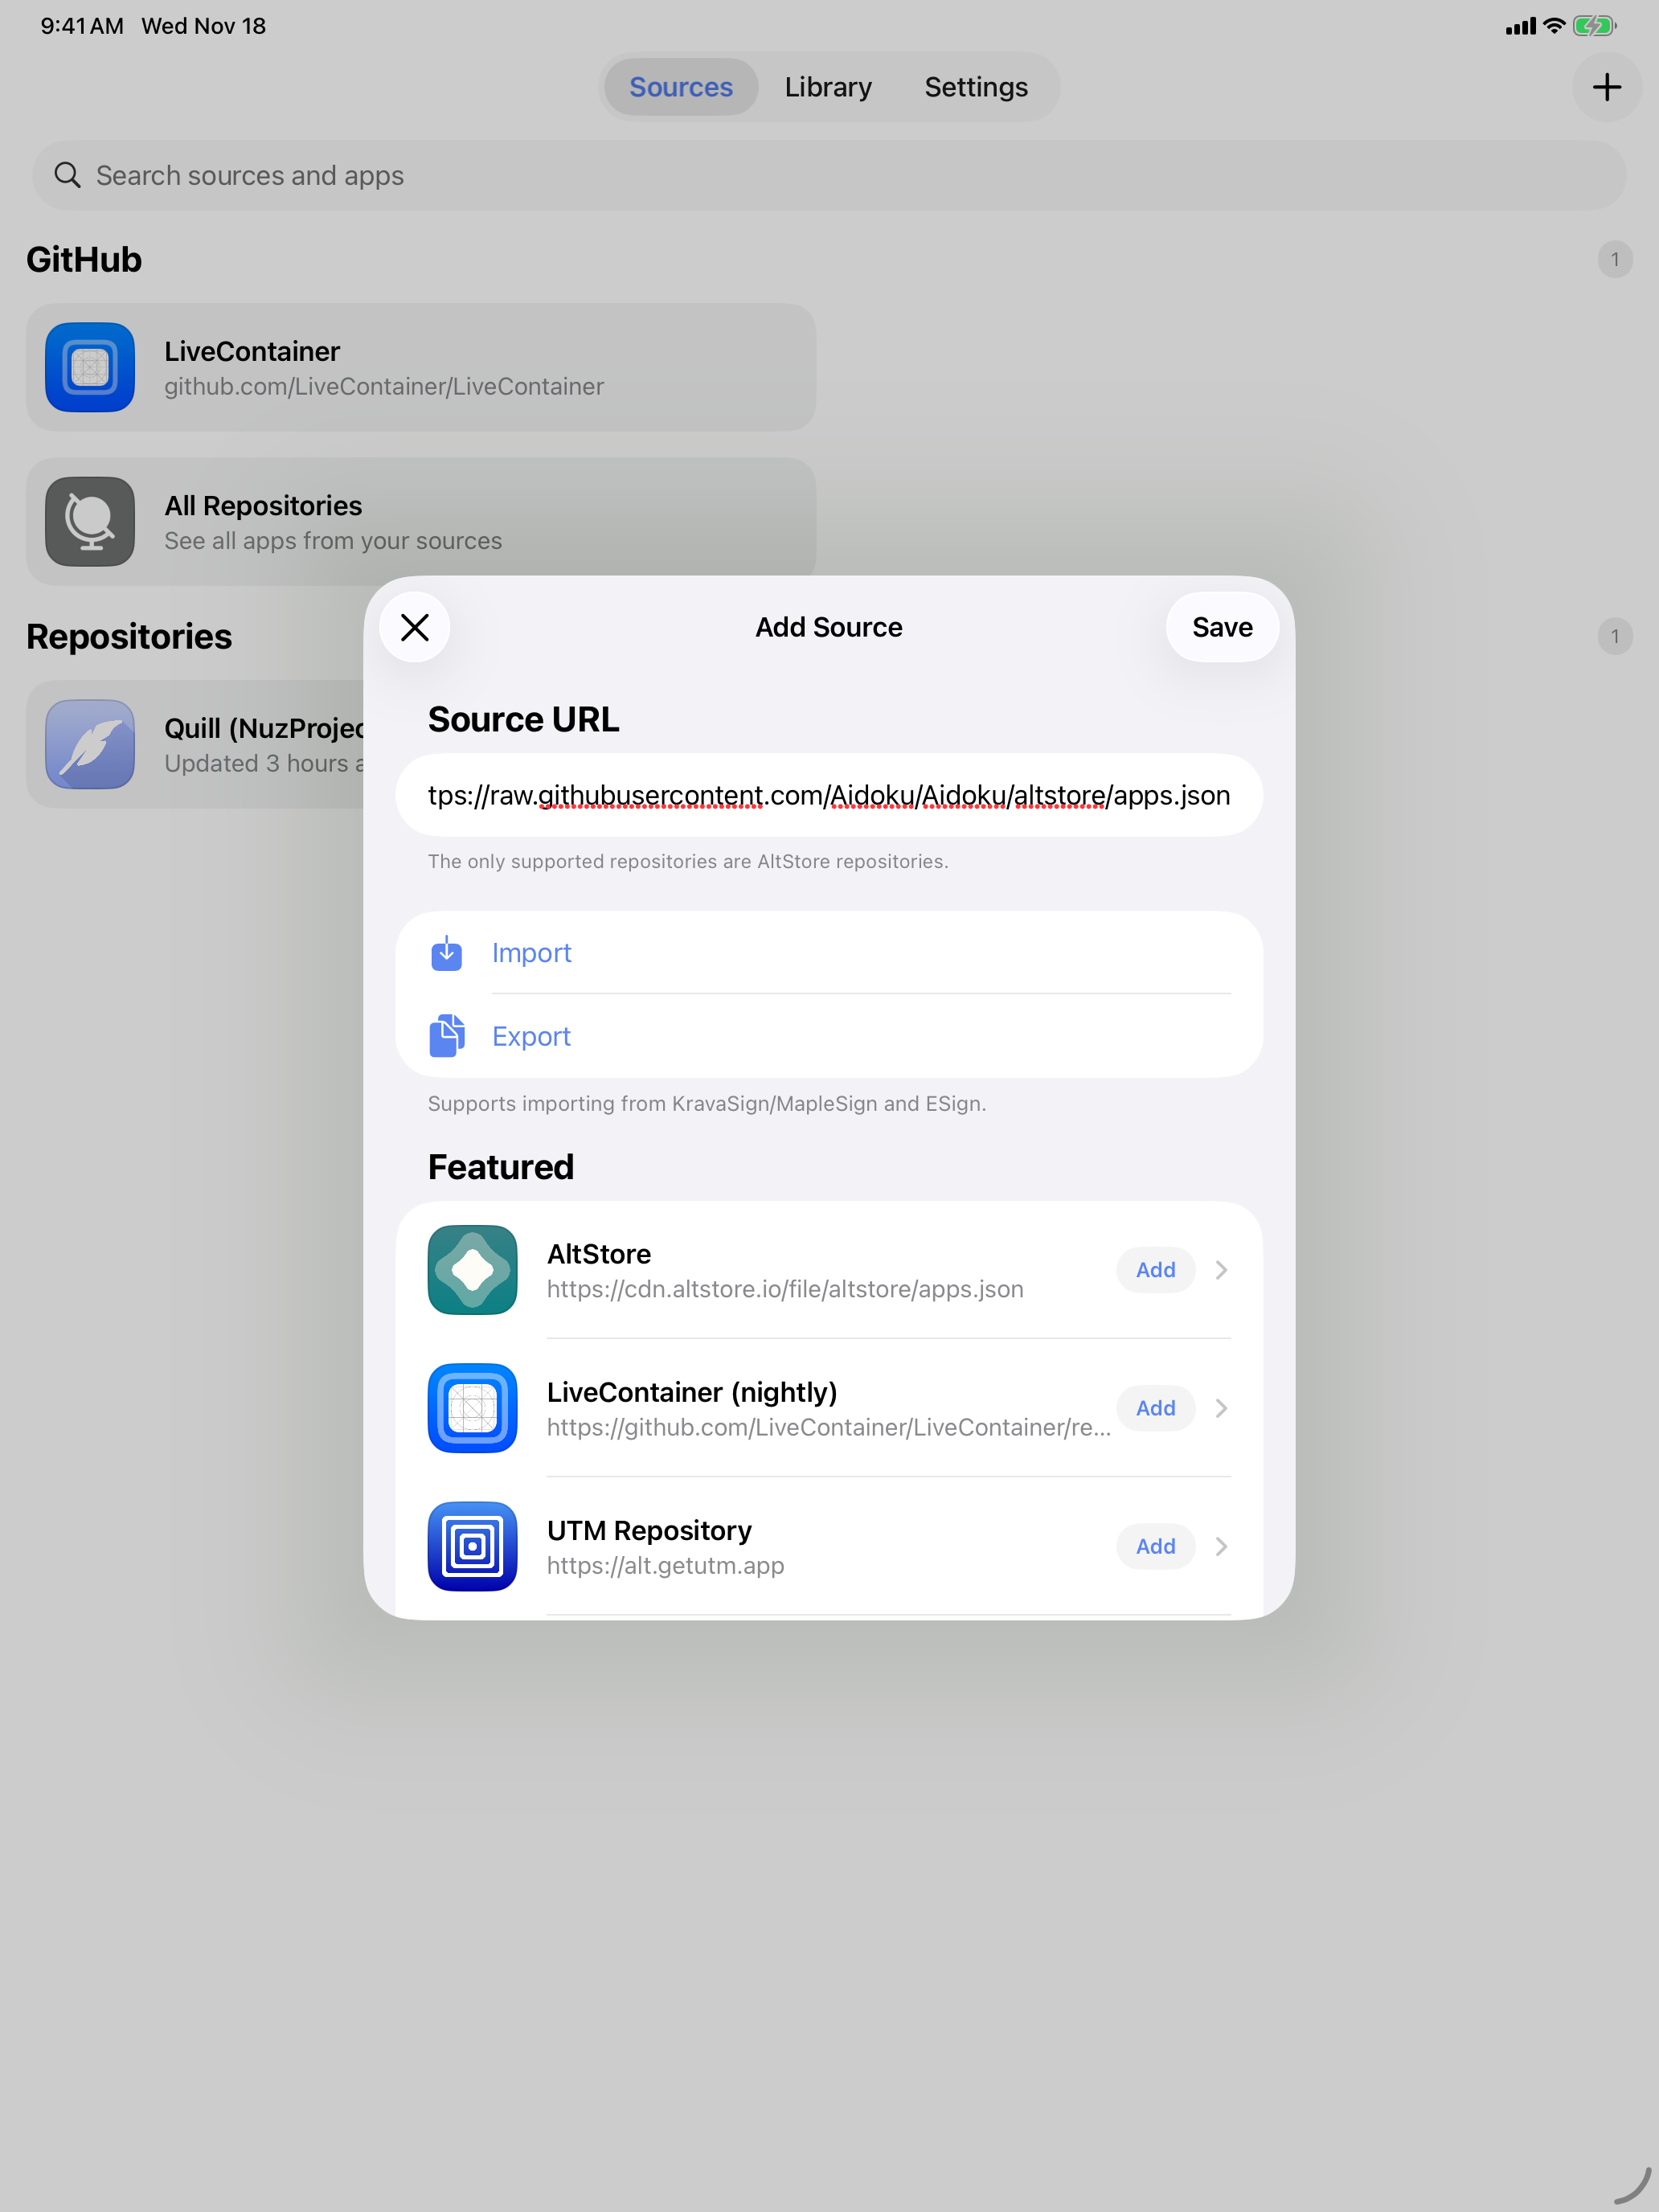 9:41 AM Wed Nov 18
Sources Library Settings
Search sources and apps
GitHub 1
LiveContainer
github.com/LiveContainer/LiveContainer
All Repositories
See all apps from your sources
Repositories 1
Quill (NuzProjec
Updated 3 hours a
Add Source
Save
Source URL
tps://raw.githubusercontent.com/Aidoku/Aidoku/altstore/apps.json
The only supported repositories are AltStore repositories.
Import
Export
Supports importing from KravaSign/MapleSign and ESign.
Featured
AltStore
https://cdn.altstore.io/file/altstore/apps.json
Add
LiveContainer (nightly)
https://github.com/LiveContainer/LiveContainer/re...
Add
UTM Repository
https://alt.getutm.app
Add